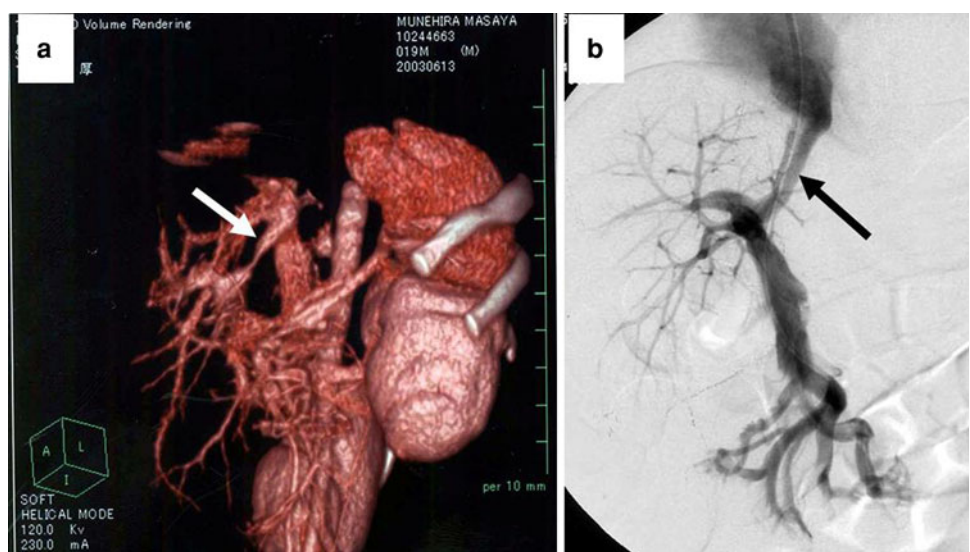 a
Volume Rendering
厚
MUNEHIRA MASAYA
10244663
019M (M)
20030613
A L
I
SOFT
HELICAL MODE
120.0 Kv
230.0 mA
per 10 mm
b